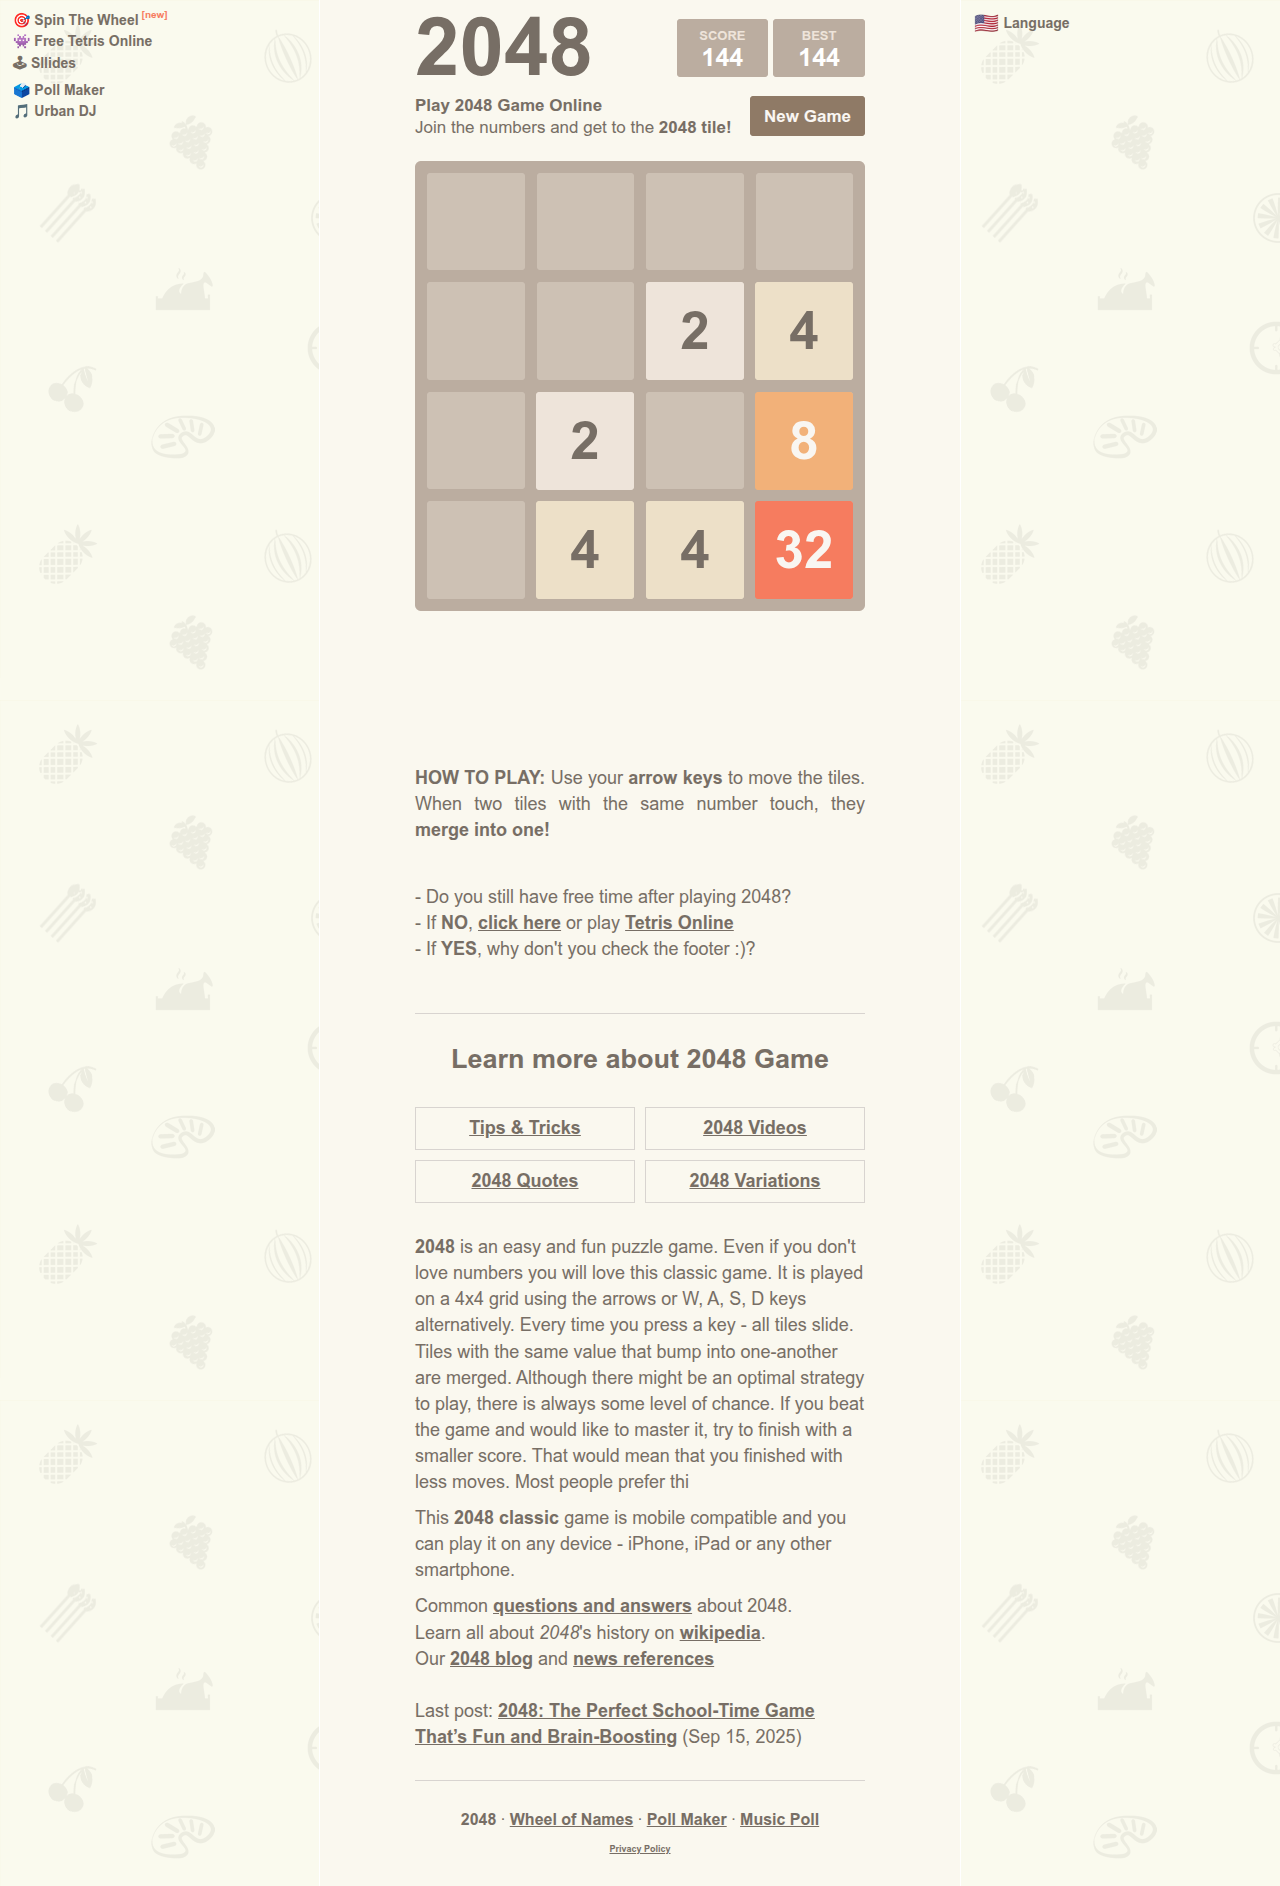 🎯 Spin The Wheel [new]
👾 Free Tetris Online
🕹️ Sllides
🗳️ Poll Maker
🎵 Urban DJ
🇺🇸 Language
2048
SCORE
144
BEST
144
Play 2048 Game Online
Join the numbers and get to the 2048 tile!
New Game
2 4
2 8
4 4 32
HOW TO PLAY: Use your arrow keys to move the tiles.
When two tiles with the same number touch, they
merge into one!
- Do you still have free time after playing 2048?
- If NO, click here or play Tetris Online
- If YES, why don't you check the footer :)?
Learn more about 2048 Game
Tips & Tricks
2048 Videos
2048 Quotes
2048 Variations
2048 is an easy and fun puzzle game. Even if you don't
love numbers you will love this classic game. It is played
on a 4x4 grid using the arrows or W, A, S, D keys
alternatively. Every time you press a key - all tiles slide.
Tiles with the same value that bump into one-another
are merged. Although there might be an optimal strategy
to play, there is always some level of chance. If you beat
the game and would like to master it, try to finish with a
smaller score. That would mean that you finished with
less moves. Most people prefer thi
This 2048 classic game is mobile compatible and you
can play it on any device - iPhone, iPad or any other
smartphone.
Common questions and answers about 2048.
Learn all about 2048's history on wikipedia.
Our 2048 blog and news references
Last post: 2048: The Perfect School-Time Game
That’s Fun and Brain-Boosting (Sep 15, 2025)
2048 · Wheel of Names · Poll Maker · Music Poll
Privacy Policy